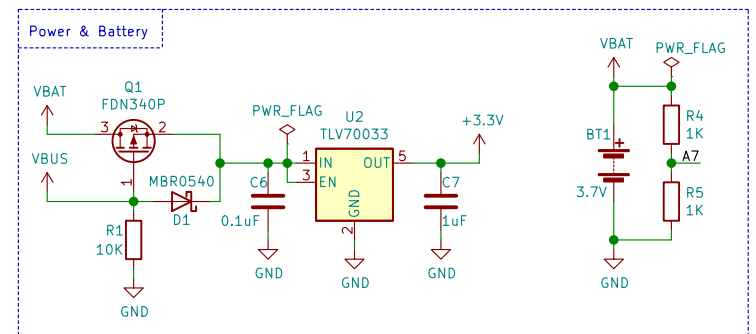 Power & Battery
Q1
FDN340P
VBAT
3
2
1
VBUS
MBR0540
D1
R1
10K
GND
PWR_FLAG
C6
0.1uF
GND
U2
TLV70033
1
IN
OUT
5
3
EN
GND
2
GND
+3.3V
C7
1uF
GND
VBAT
PWR_FLAG
BT1
+
3.7V
R4
1K
A7
R5
1K
GND